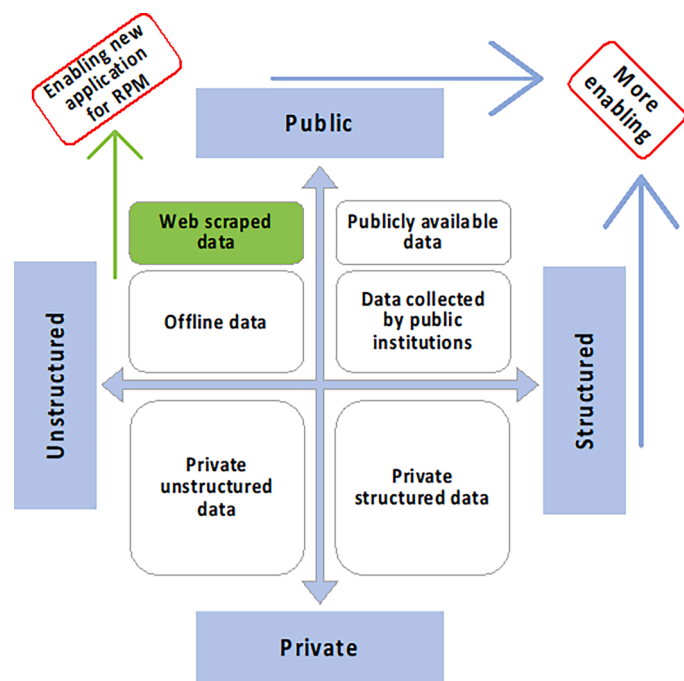 Enabling new
application
for RPM
More
enabling
Public
Web scraped
data
Publicly available
data
Offline data
Data collected
by public
institutions
Unstructured
Structured
Private
unstructured
data
Private
structured data
Private